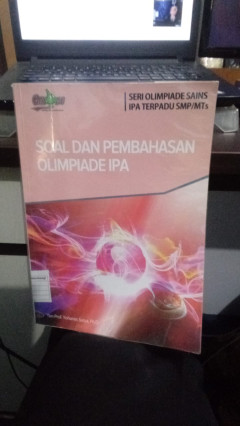 SERI OLIMPIADE SAINS
IPA TERPADU SMP/MTs
SOAL DAN PEMBAHASAN
OLIMPIADE IPA